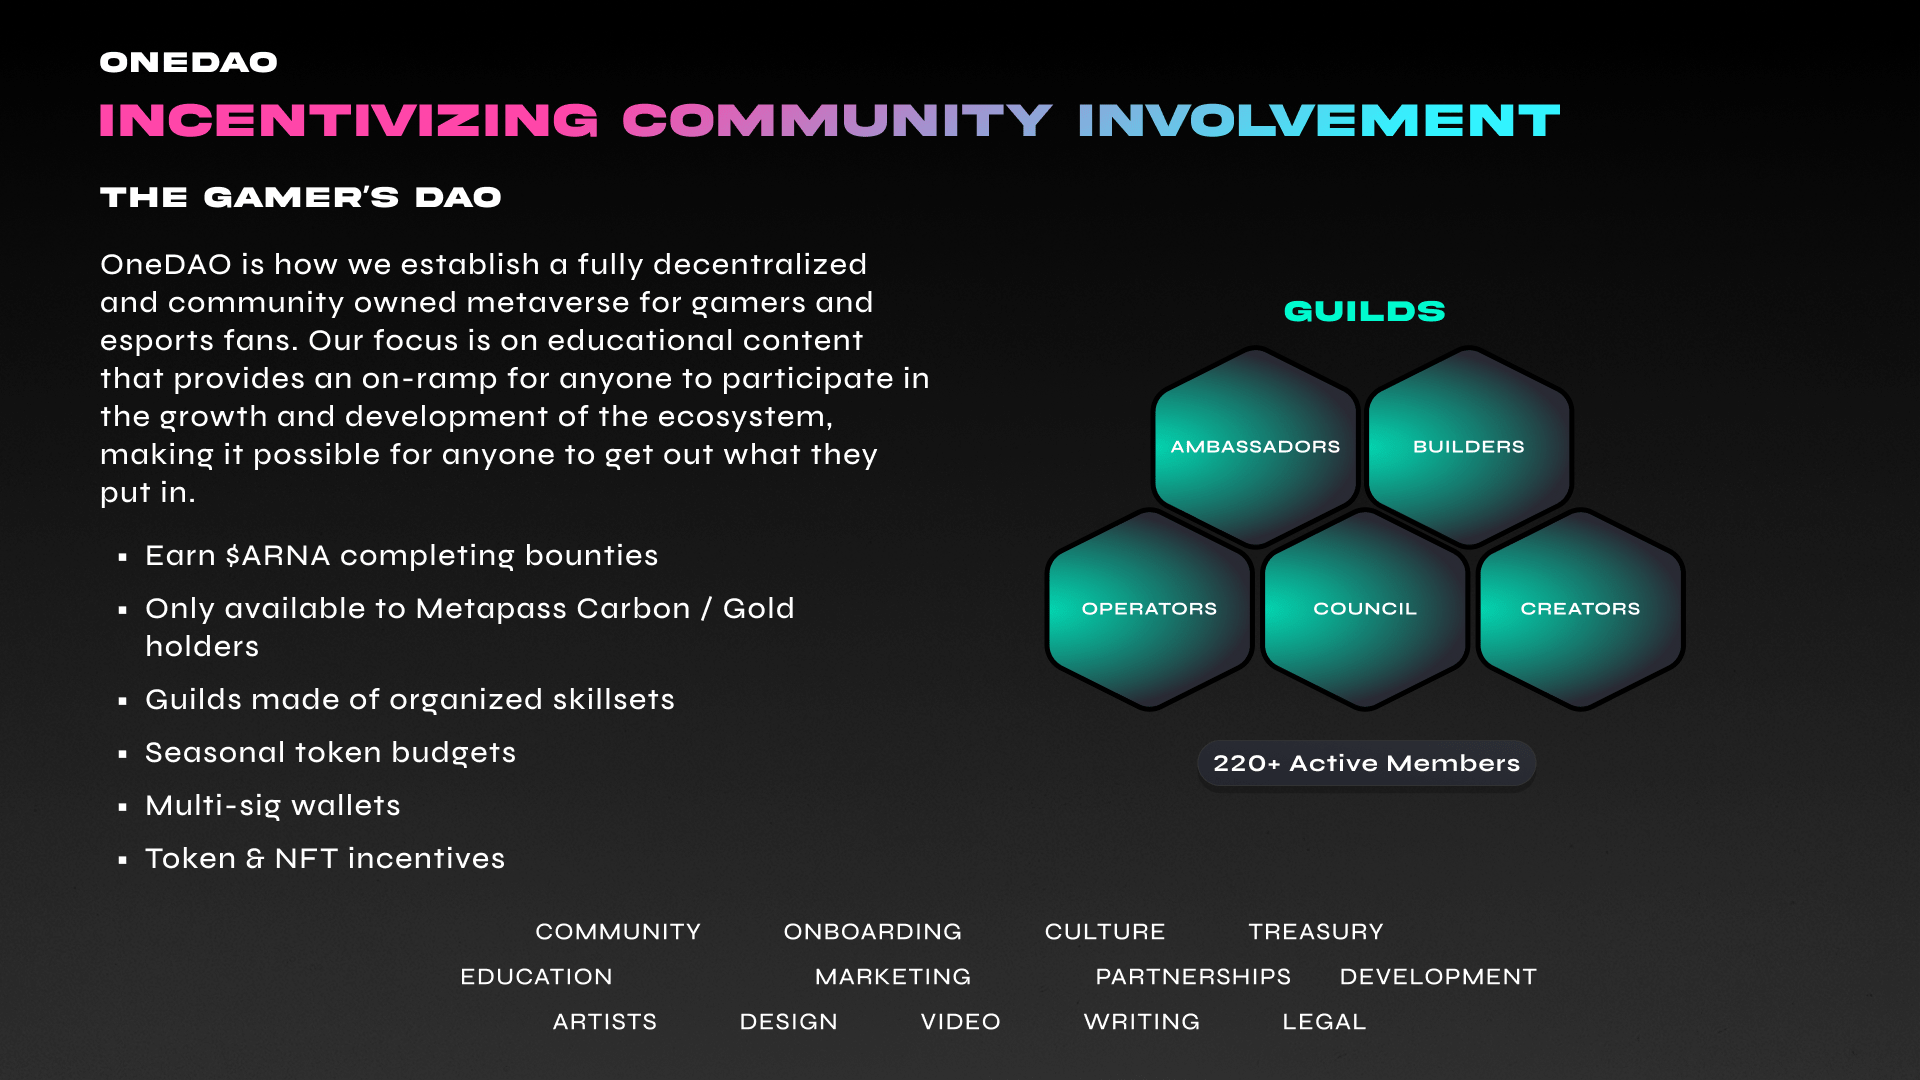 ONEDAO
INCENTIVIZING COMMUNITY INVOLVEMENT
THE GAMER'S DAO
OneDAO is how we establish a fully decentralized
and community owned metaverse for gamers and
esports fans. Our focus is on educational content
that provides an on-ramp for anyone to participate in
the growth and development of the ecosystem,
making it possible for anyone to get out what they
put in.
▪ Earn $ARNA completing bounties
▪ Only available to Metapass Carbon / Gold
holders
▪ Guilds made of organized skillsets
▪ Seasonal token budgets
▪ Multi-sig wallets
▪ Token & NFT incentives
GUILDS
AMBASSADORS BUILDERS
OPERATORS COUNCIL CREATORS
220+ Active Members
COMMUNITY ONBOARDING CULTURE TREASURY
EDUCATION MARKETING PARTNERSHIPS DEVELOPMENT
ARTISTS DESIGN VIDEO WRITING LEGAL